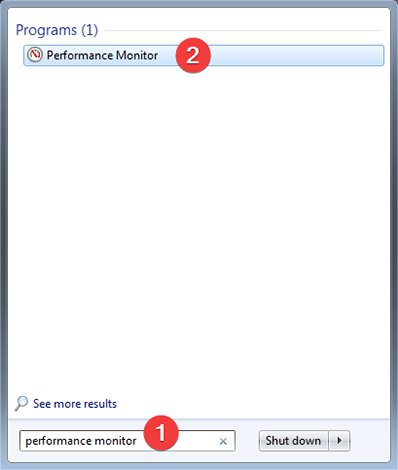 Programs (1)
Performance Monitor
2
See more results
1
performance monitor
Shut down